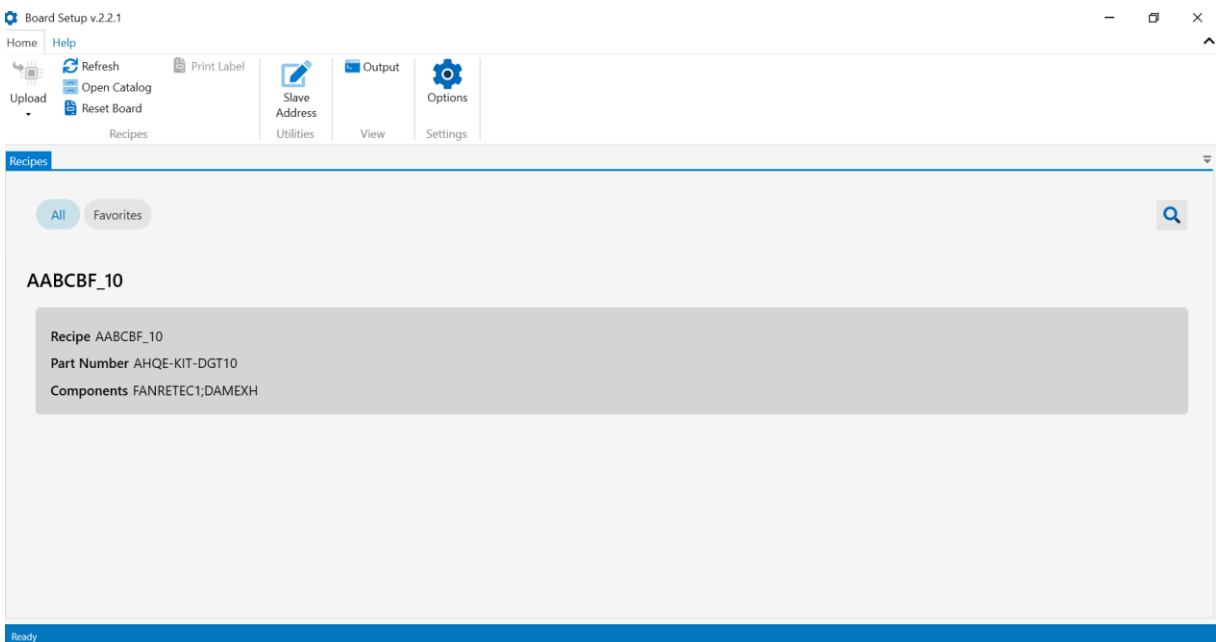 Board Setup v.2.2.1
Home Help
Upload
Refresh
Open Catalog
Reset Board
Print Label
Recipes
Slave
Address
Utilities
Output
View
Options
Settings
Recipes
All Favorites
AABCBF_10
Recipe AABCBF_10
Part Number AHQE-KIT-DGT10
Components FANRETEC1;DAMEXH
Ready